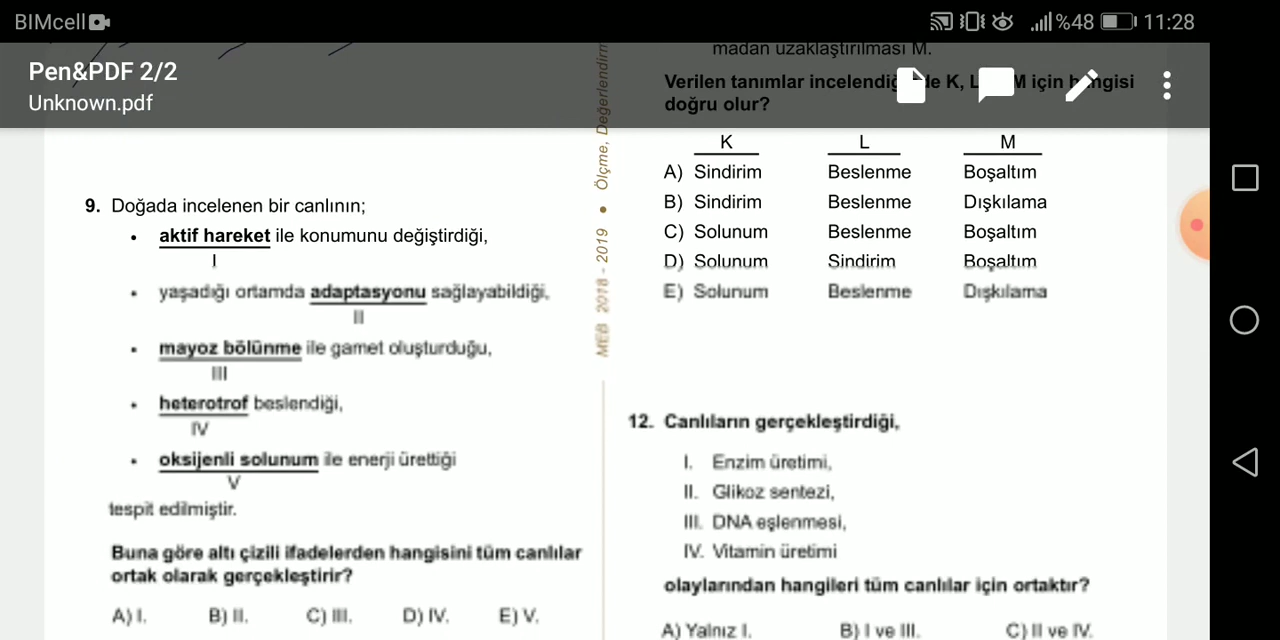 BIMcell
%48
11:28
Pen&PDF 2/2
Unknown.pdf
9. Doğada incelenen bir canlının;
• aktif hareket ile konumunu değiştirdiği,
I
• yaşadığı ortamda adaptasyonu sağlayabildiği,
II
• mayoz bölünme ile gamet oluşturduğu,
III
• heterotrof beslendiği,
IV
• oksijenli solunum ile enerji ürettiği
V
tespit edilmiştir.
Buna göre altı çizili ifadelerden hangisini tüm canlılar
ortak olarak gerçekleştirir?
A) I. B) II. C) III. D) IV. E) V.
MEB 2018 - 2019 • Ölçme, Değerlendirm
madan uzaklaştırılması M.
Verilen tanımlar K, L M için hangisi
doğru olur?
K L M
A) Sindirim Beslenme Boşaltım
B) Sindirim Beslenme Dışkılama
C) Solunum Beslenme Boşaltım
D) Solunum Sindirim Boşaltım
E) Solunum Beslenme Dışkılama
12. Canlıların gerçekleştirdiği,
I. Enzim üretimi,
II. Glikoz sentezi,
III. DNA eşlenmesi,
IV. Vitamin üretimi
olaylarından hangileri tüm canlılar için ortaktır?
A) Yalnız I. B) I ve III. C) II ve IV.